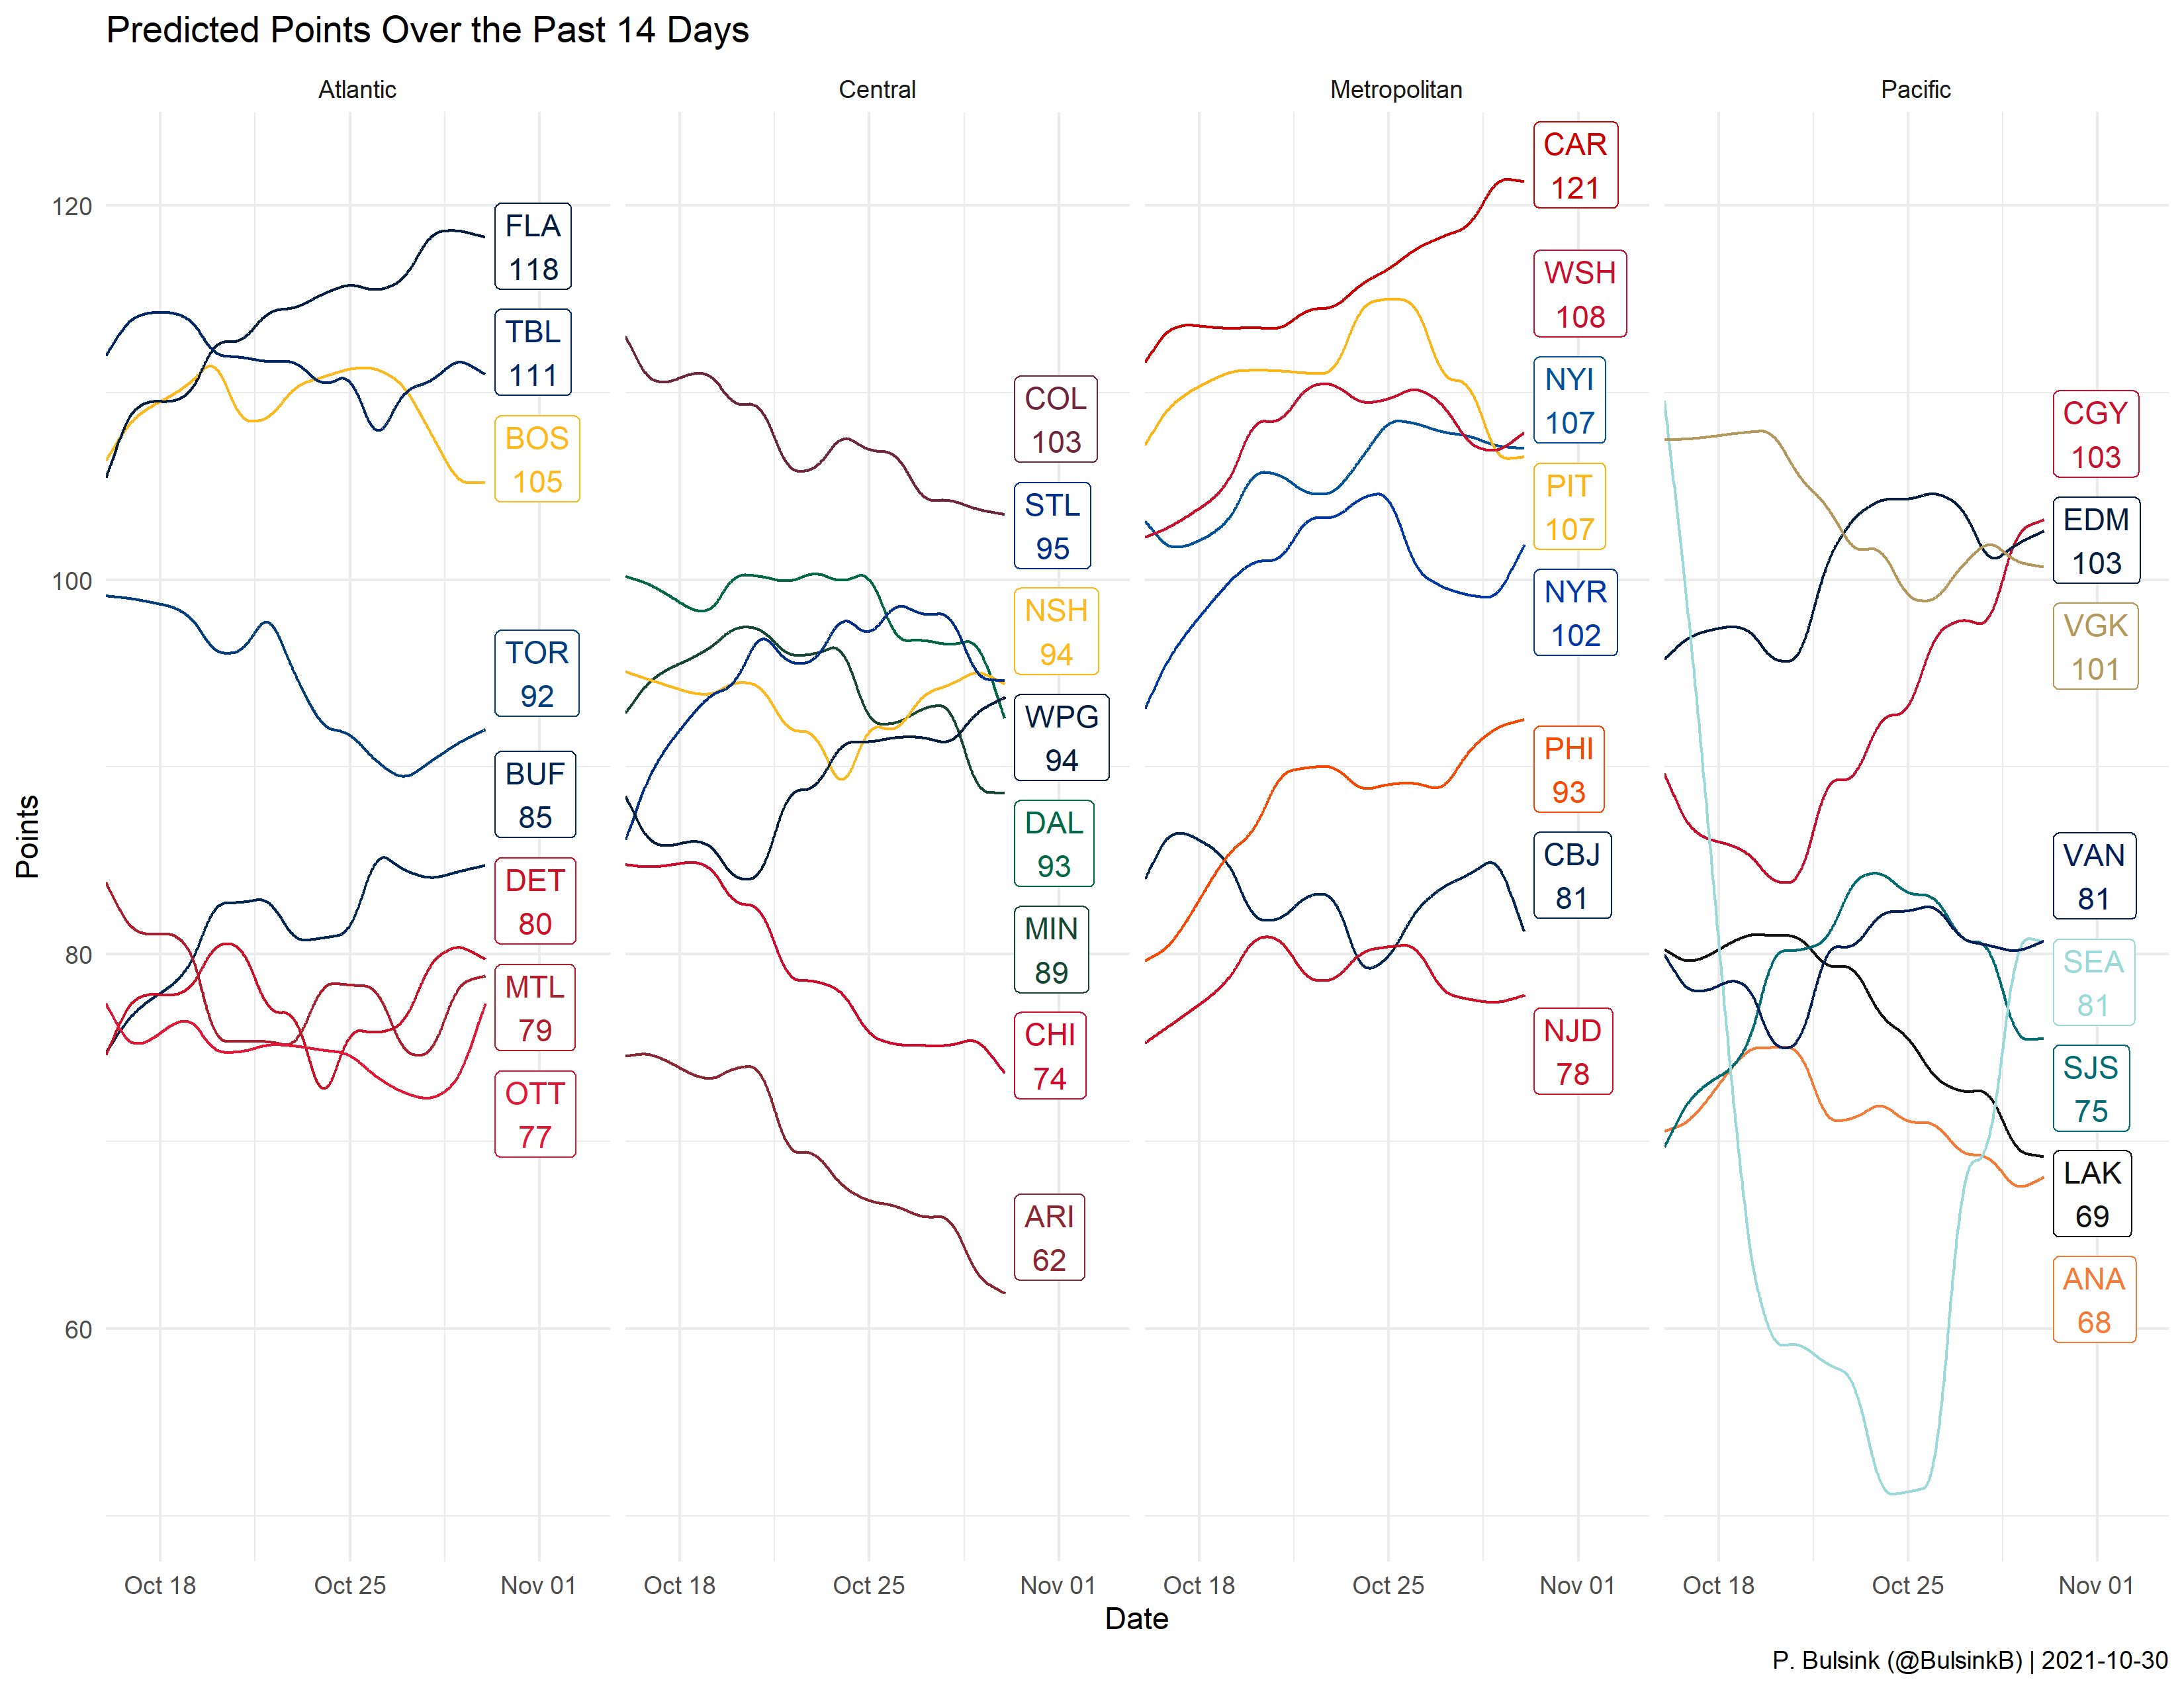 Predicted Points Over the Past 14 Days
Atlantic
Central
Metropolitan
Pacific
Points
120
100
80
60
FLA
118
TBL
111
BOS
105
TOR
92
BUF
85
DET
80
MTL
79
OTT
77
COL
103
STL
95
NSH
94
WPG
94
DAL
93
MIN
89
CHI
74
ARI
62
CAR
121
WSH
108
NYI
107
PIT
107
NYR
102
PHI
93
CBJ
81
NJD
78
CGY
103
EDM
103
VGK
101
VAN
81
SEA
81
SJS
75
LAK
69
ANA
68
Oct 18 Oct 25 Nov 01 Oct 18 Oct 25 Nov 01 Oct 18 Oct 25 Nov 01 Oct 18 Oct 25 Nov 01
Date
P. Bulsink (@BulsinkB) | 2021-10-30